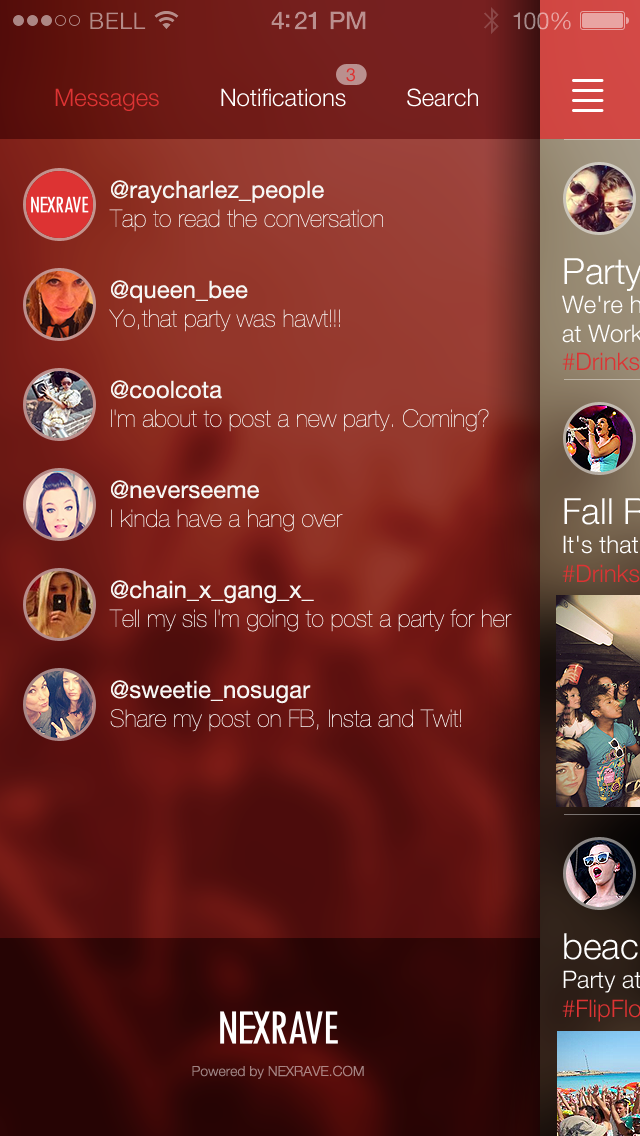 BELL 4:21 PM 100%
Messages Notifications 3 Search
NEXRAVE
@raycharlez_people
Tap to read the conversation
@queen_bee
Yo,that party was hawt!!!
@coolcota
I'm about to post a new party. Coming?
@neverseeme
I kinda have a hang over
@chain_x_gang_x_
Tell my sis I'm going to post a party for her
@sweetie_nosugar
Share my post on FB, Insta and Twit!
NEXRAVE
Powered by NEXRAVE.COM
Party
We're h
at Work
#Drinks
Fall R
It's that
#Drinks
beac
Party at
#FlipFlo